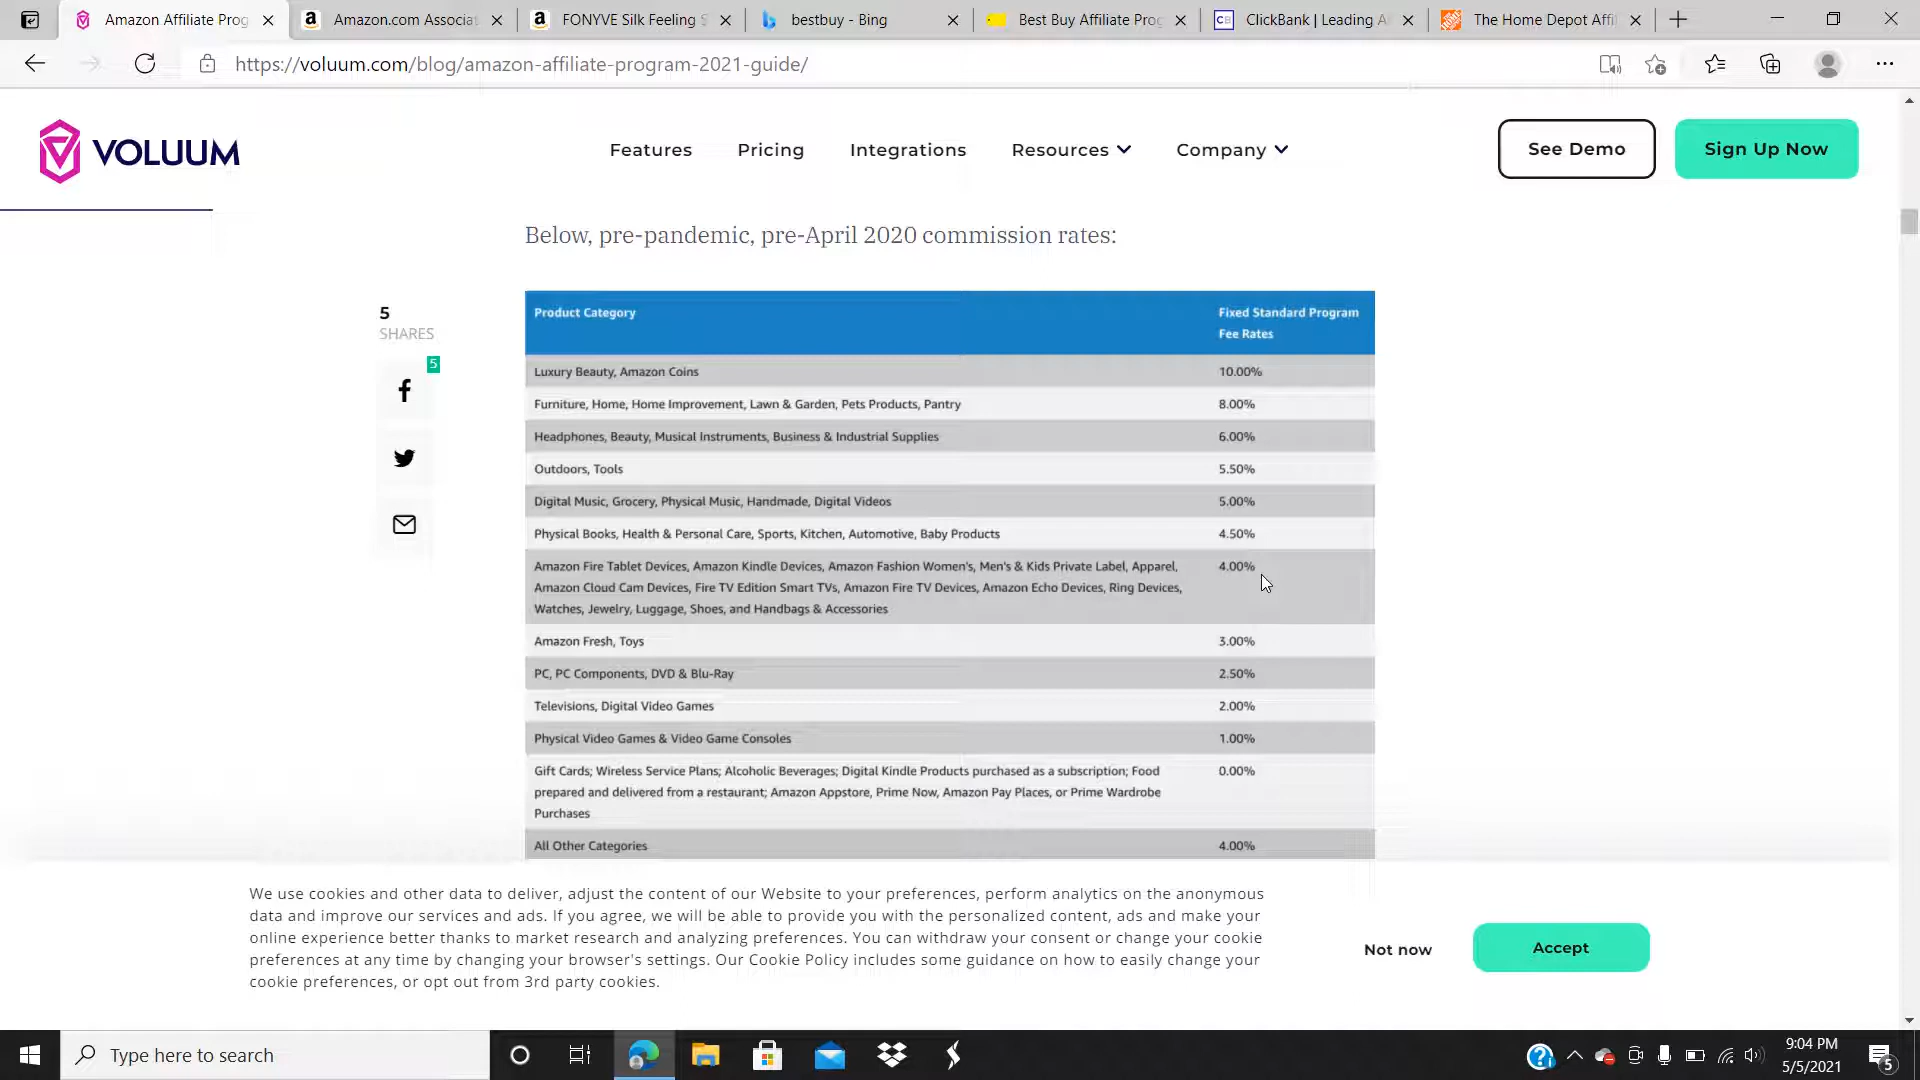 Amazon Affiliate Prog
Amazon.com Associat
FONYVE Silk Feeling S
bestbuy - Bing
Best Buy Affiliate Prog
CB
ClickBank | Leading A
The Home Depot Affi
https://voluum.com/blog/amazon-affiliate-program-2021-guide/
VOLUUM
Features
Pricing
Integrations
Resources
Company
See Demo
Sign Up Now
Below, pre-pandemic, pre-April 2020 commission rates:
5
SHARES
5
Product Category
Fixed Standard Program
Fee Rates
Luxury Beauty, Amazon Coins
10.00%
Furniture, Home, Home Improvement, Lawn & Garden, Pets Products, Pantry
8.00%
Headphones, Beauty, Musical Instruments, Business & Industrial Supplies
6.00%
Outdoors, Tools
5.50%
Digital Music, Grocery, Physical Music, Handmade, Digital Videos
5.00%
Physical Books, Health & Personal Care, Sports, Kitchen, Automotive, Baby Products
4.50%
Amazon Fire Tablet Devices, Amazon Kindle Devices, Amazon Fashion Women's, Men's & Kids Private Label, Apparel,
4.00%
Amazon Cloud Cam Devices, Fire TV Edition Smart TVs, Amazon Fire TV Devices, Amazon Echo Devices, Ring Devices,
Watches, Jewelry, Luggage, Shoes, and Handbags & Accessories
Amazon Fresh, Toys
3.00%
PC, PC Components, DVD & Blu-Ray
2.50%
Televisions, Digital Video Games
2.00%
Physical Video Games & Video Game Consoles
1.00%
Gift Cards; Wireless Service Plans; Alcoholic Beverages; Digital Kindle Products purchased as a subscription; Food
0.00%
prepared and delivered from a restaurant; Amazon Appstore, Prime Now, Amazon Pay Places, or Prime Wardrobe
Purchases
All Other Categories
4.00%
We use cookies and other data to deliver, adjust the content of our Website to your preferences, perform analytics on the anonymous
data and improve our services and ads. If you agree, we will be able to provide you with the personalized content, ads and make your
online experience better thanks to market research and analyzing preferences. You can withdraw your consent or change your cookie
preferences at any time by changing your browser's settings. Our Cookie Policy includes some guidance on how to easily change your
cookie preferences, or opt out from 3rd party cookies.
Not now
Accept
Type here to search
9:04 PM
5/5/2021
5